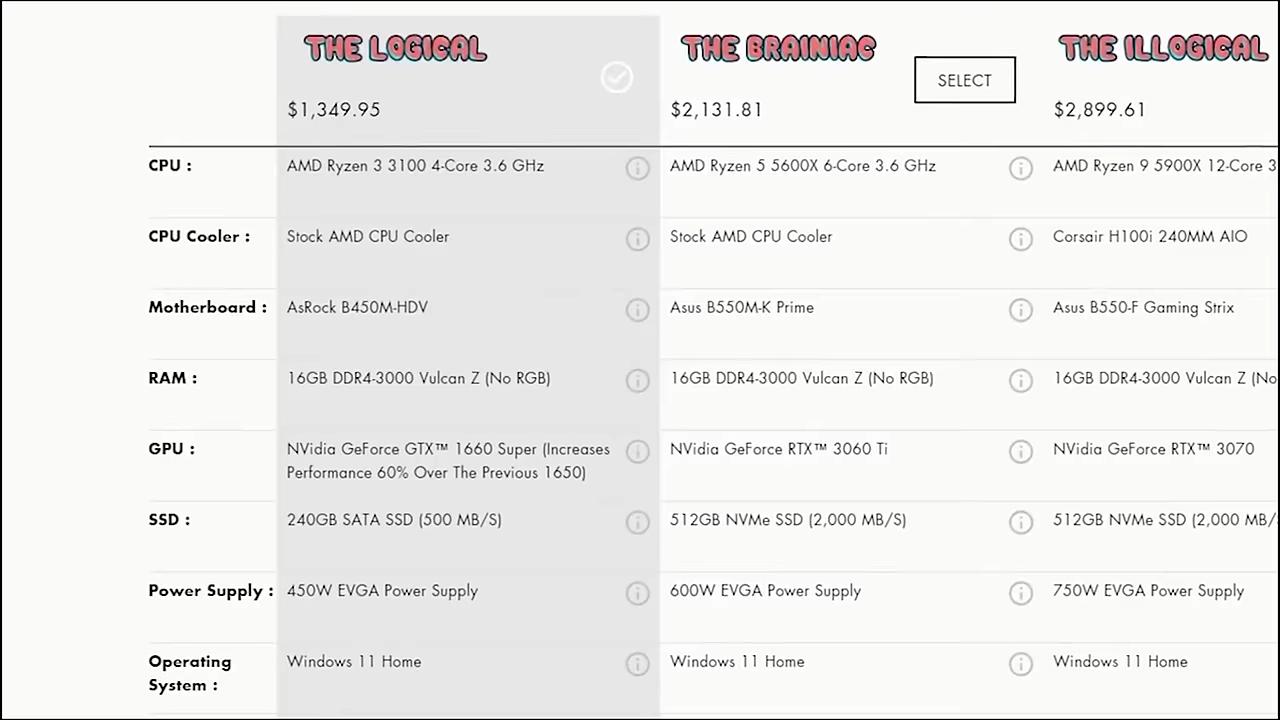 THE LOGICAL THE BRAINIAC THE ILLOGICAL
SELECT
$1,349.95 $2,131.81 $2,899.61
CPU : AMD Ryzen 3 3100 4-Core 3.6 GHz AMD Ryzen 5 5600X 6-Core 3.6 GHz AMD Ryzen 9 5900X 12-Core 3
CPU Cooler : Stock AMD CPU Cooler Stock AMD CPU Cooler Corsair H100i 240MM AIO
Motherboard : AsRock B450M-HDV Asus B550M-K Prime Asus B550-F Gaming Strix
RAM : 16GB DDR4-3000 Vulcan Z (No RGB) 16GB DDR4-3000 Vulcan Z (No RGB) 16GB DDR4-3000 Vulcan Z (No
GPU : NVidia GeForce GTX™ 1660 Super (Increases NVidia GeForce RTX™ 3060 Ti NVidia GeForce RTX™ 3070
Performance 60% Over The Previous 1650)
SSD : 240GB SATA SSD (500 MB/S) 512GB NVMe SSD (2,000 MB/S) 512GB NVMe SSD (2,000 MB/
Power Supply : 450W EVGA Power Supply 600W EVGA Power Supply 750W EVGA Power Supply
Operating Windows 11 Home Windows 11 Home Windows 11 Home
System :